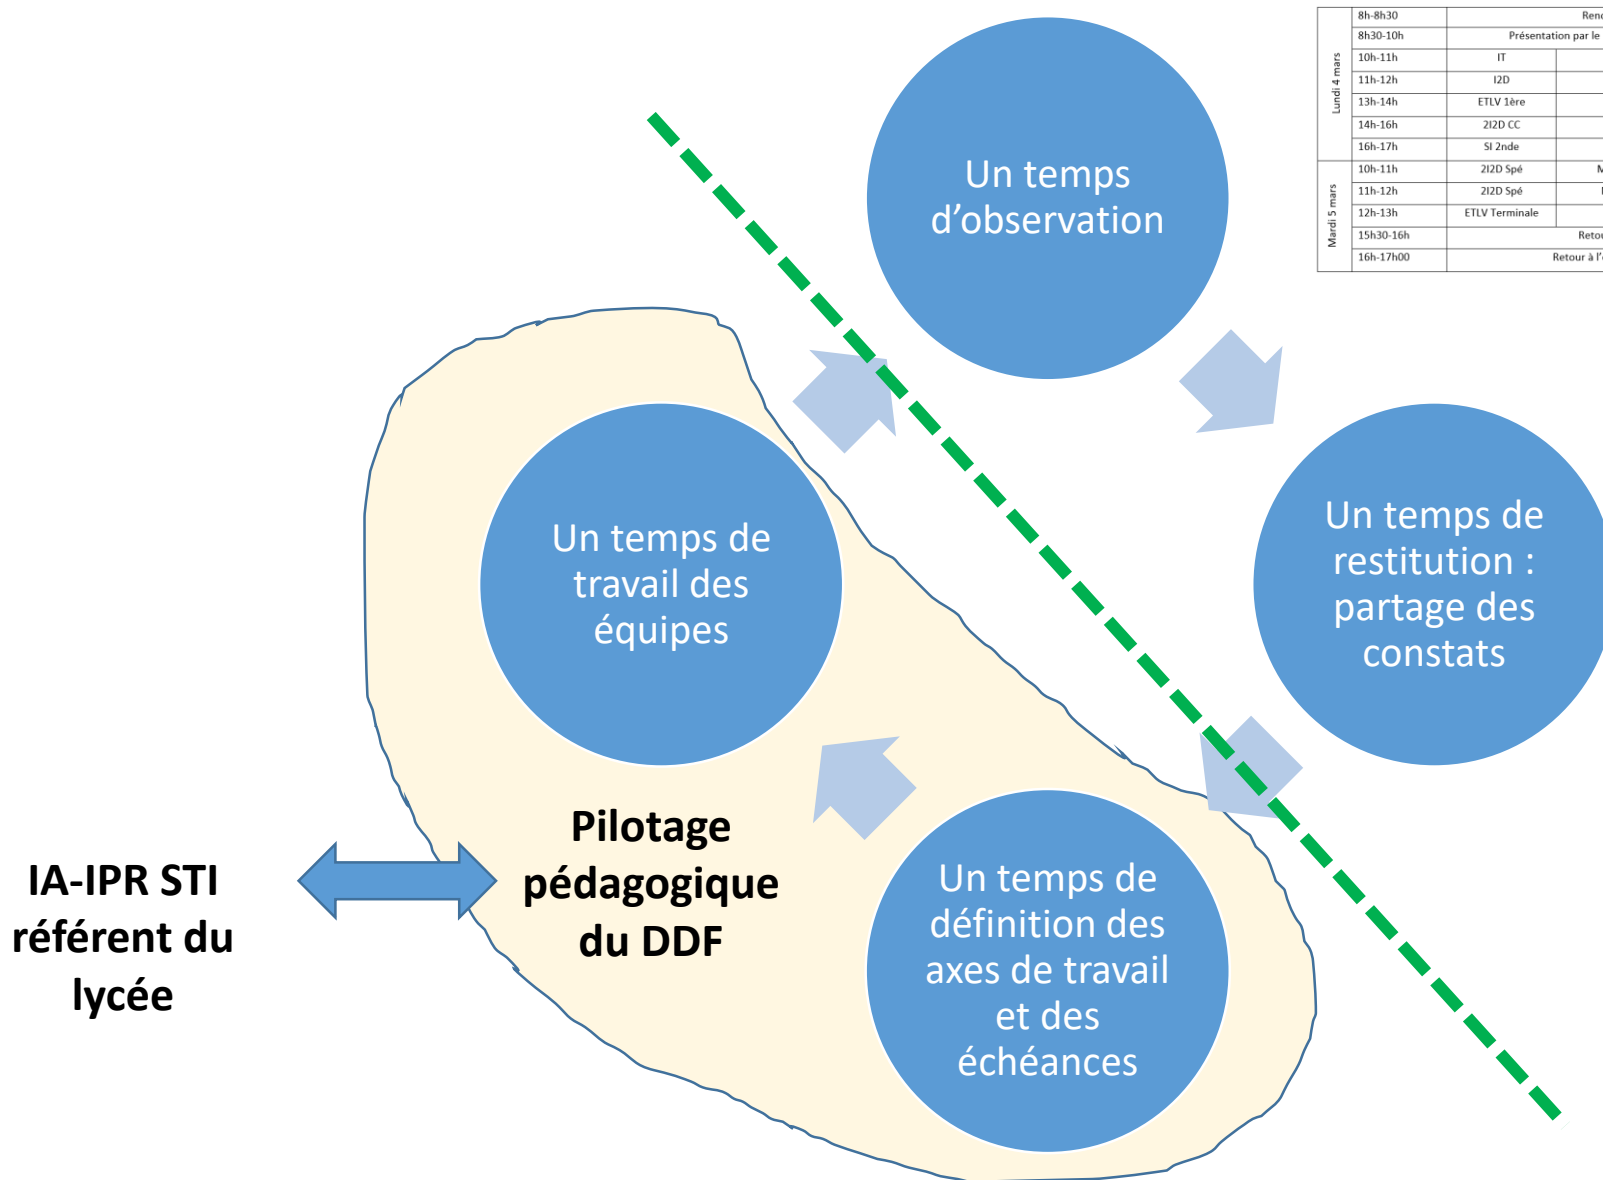 Lundi 4 mars
8h-8h30
8h30-10h Présentation par le
10h-11h IT
11h-12h I2D
13h-14h ETLV 1ère
14h-16h 2I2D CC
16h-17h SI 2nde
Mardi 5 mars
10h-11h 2I2D Spé M
11h-12h 2I2D Spé
12h-13h ETLV Terminale
15h30-16h
16h-17h00 Retour à l'
Un temps
d'observation
Un temps de
restitution :
partage des
constats
Un temps de
travail des
équipes
Un temps de
définition des
axes de travail
et des
échéances
Pilotage
pédagogique
du DDF
IA-IPR STI
référent du
lycée